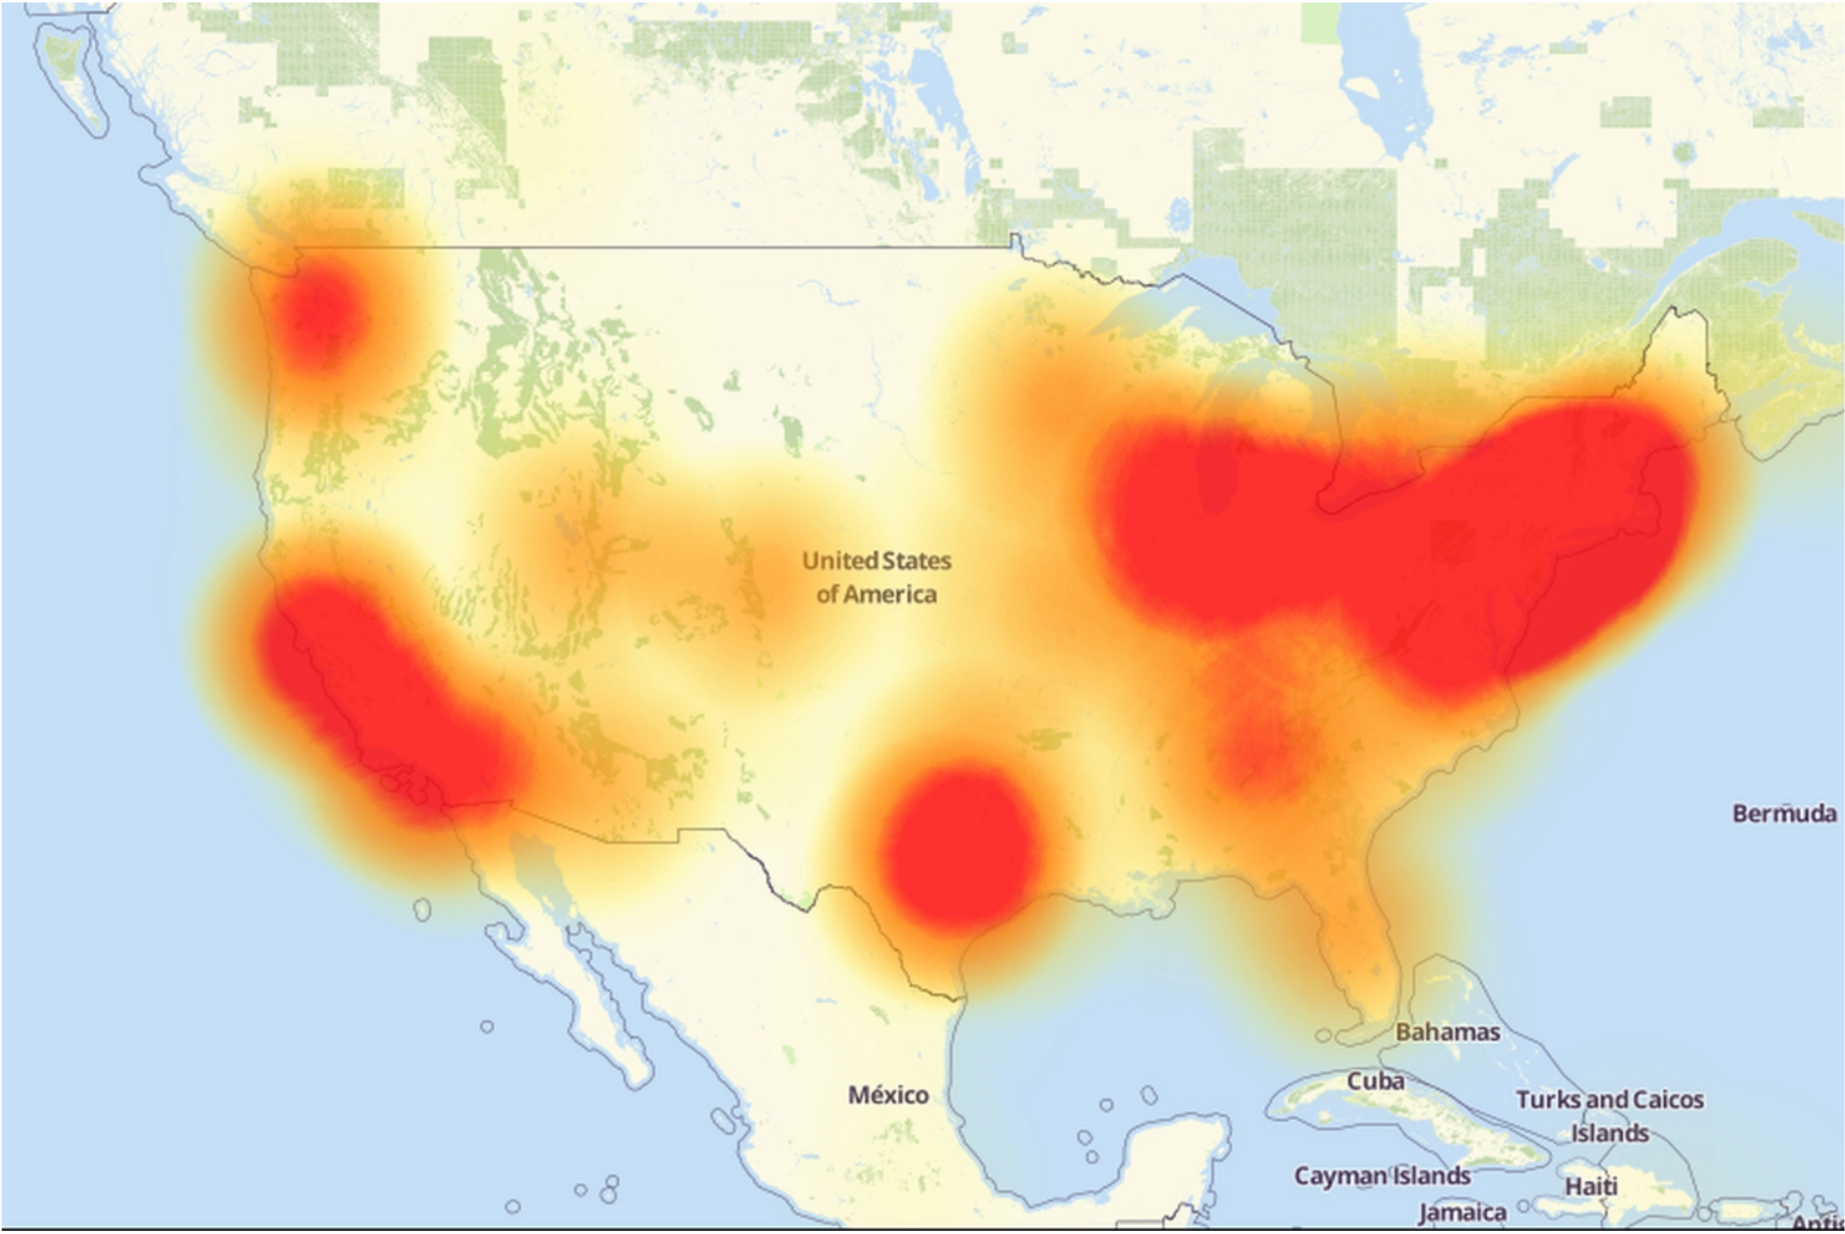 United States
of America
Bermuda
Bahamas
México
Cuba
Turks and Caicos
Islands
Cayman Islands
Haiti
Jamaica